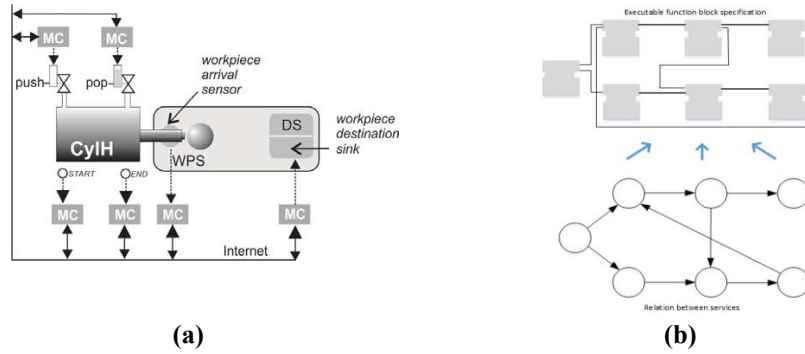 MC
MC
push
pop
workpiece
arrival
sensor
workpiece
destination
sink
CylH
WPS
DS
START
END
MC
MC
MC
MC
Internet
(a)
Executable function block specification
Relation between services
(b)